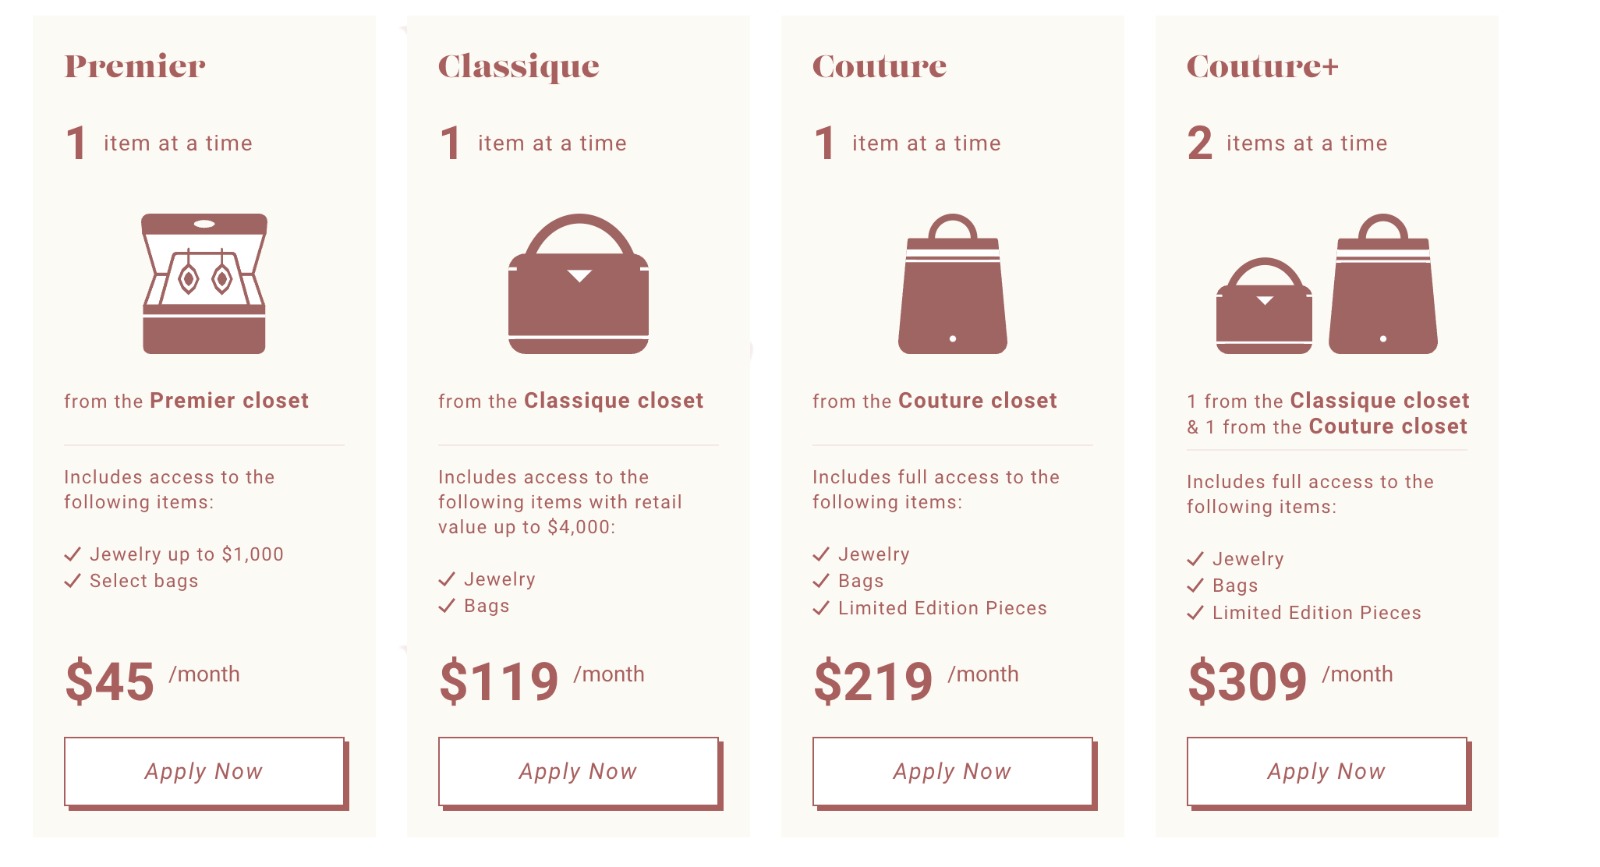 Premier
1 item at a time
from the Premier closet
Includes access to the
following items:
Jewelry up to $1,000
Select bags
$45 /month
Apply Now
Classique
1 item at a time
from the Classique closet
Includes access to the
following items with retail
value up to $4,000:
Jewelry
Bags
$119 /month
Apply Now
Couture
1 item at a time
from the Couture closet
Includes full access to the
following items:
Jewelry
Bags
Limited Edition Pieces
$219 /month
Apply Now
Couture+
2 items at a time
1 from the Classique closet
& 1 from the Couture closet
Includes full access to the
following items:
Jewelry
Bags
Limited Edition Pieces
$309 /month
Apply Now